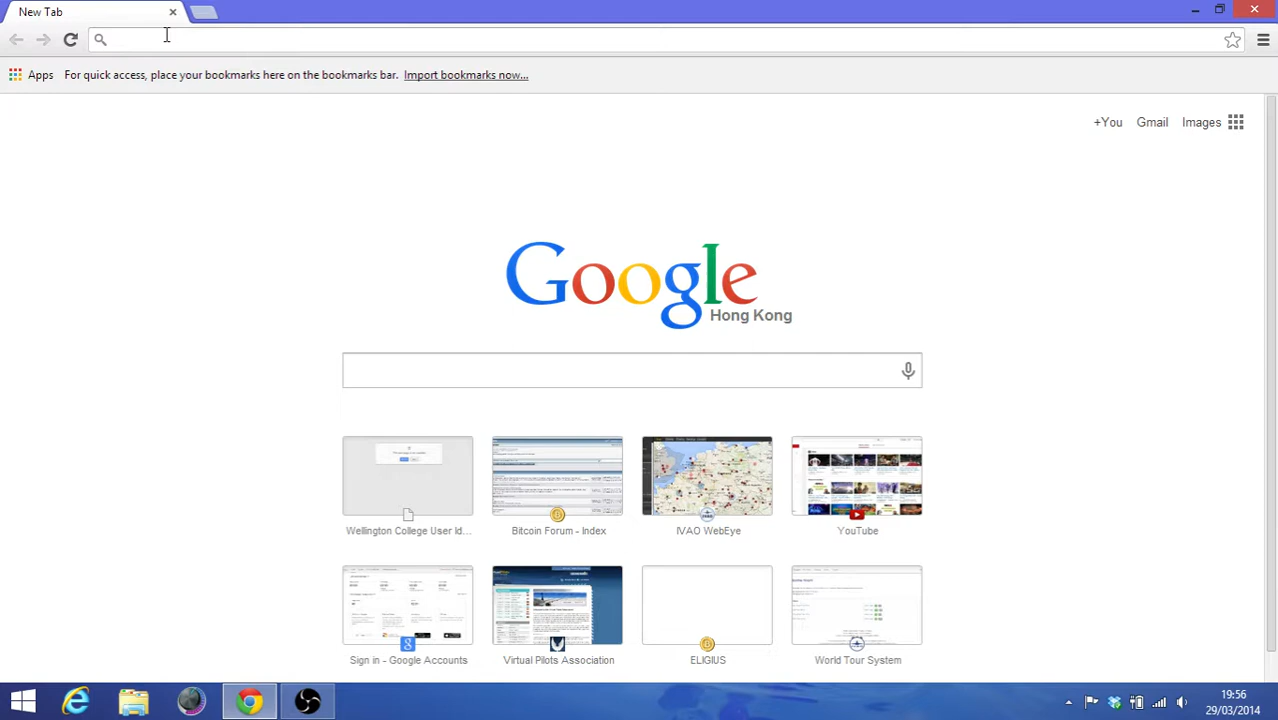 New Tab
Apps
For quick access, place your bookmarks here on the bookmarks bar. Import bookmarks now...
+You Gmail Images
Google
Hong Kong
Wellington College User Id...
Bitcoin Forum - Index
IVAO WebEye
YouTube
Sign in - Google Accounts
Virtual Pilots Association
ELIGIUS
World Tour System
19:56
29/03/2014